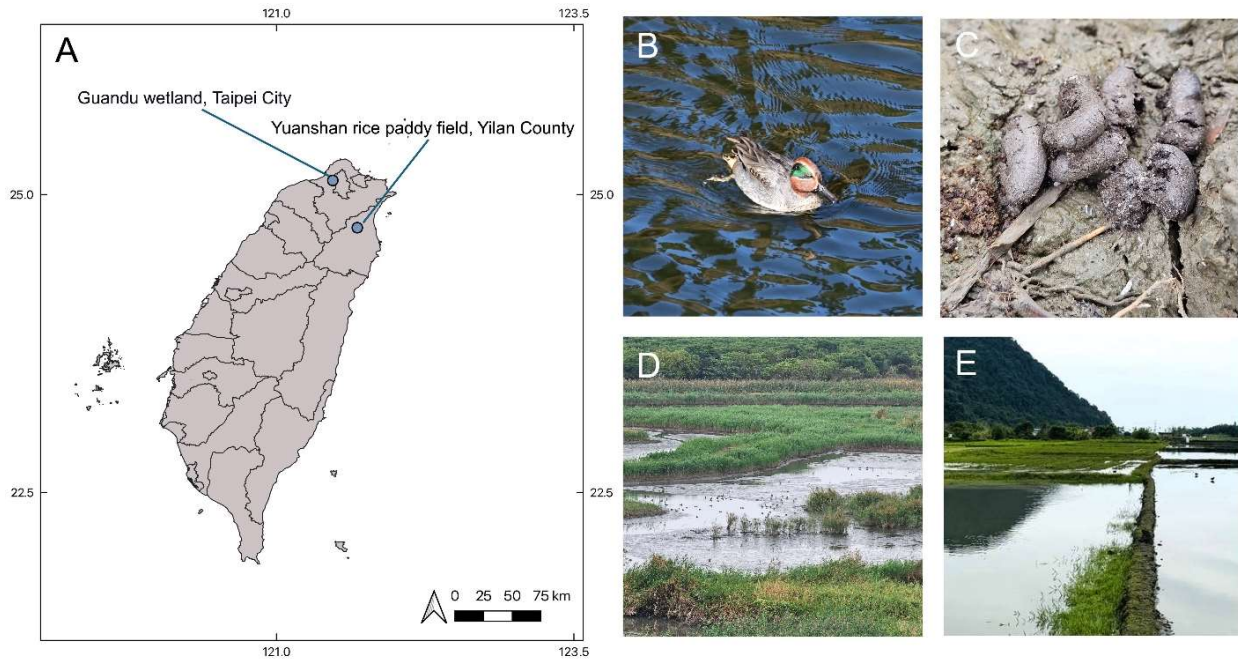 121.0 123.5
A
Guandu wetland, Taipei City
Yuanshan rice paddy field, Yilan County
25.0 25.0
22.5 22.5
0 25 50 75 km
121.0 123.5
B
C
D
E